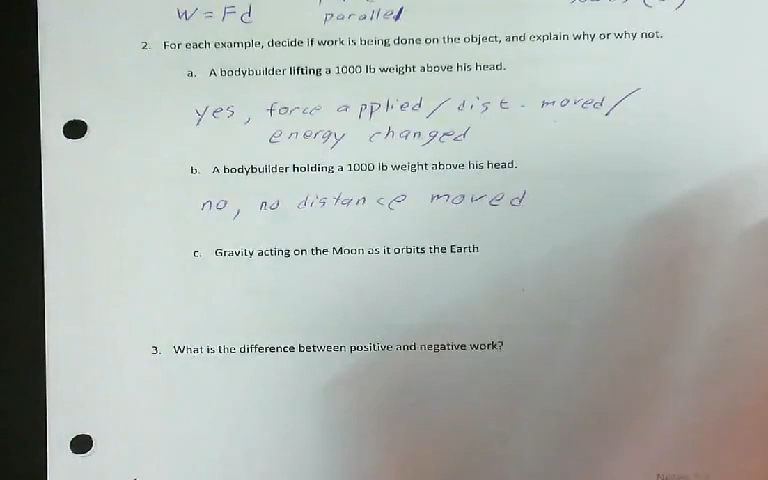 W = Fd parallel
2. For each example, decide if work is being done on the object, and explain why or why not.
a. A bodybuilder lifting a 1000 lb weight above his head.
yes, force applied / dist. moved /
energy changed
b. A bodybuilder holding a 1000 lb weight above his head.
no, no distance moved
c. Gravity acting on the Moon as it orbits the Earth
3. What is the difference between positive and negative work?